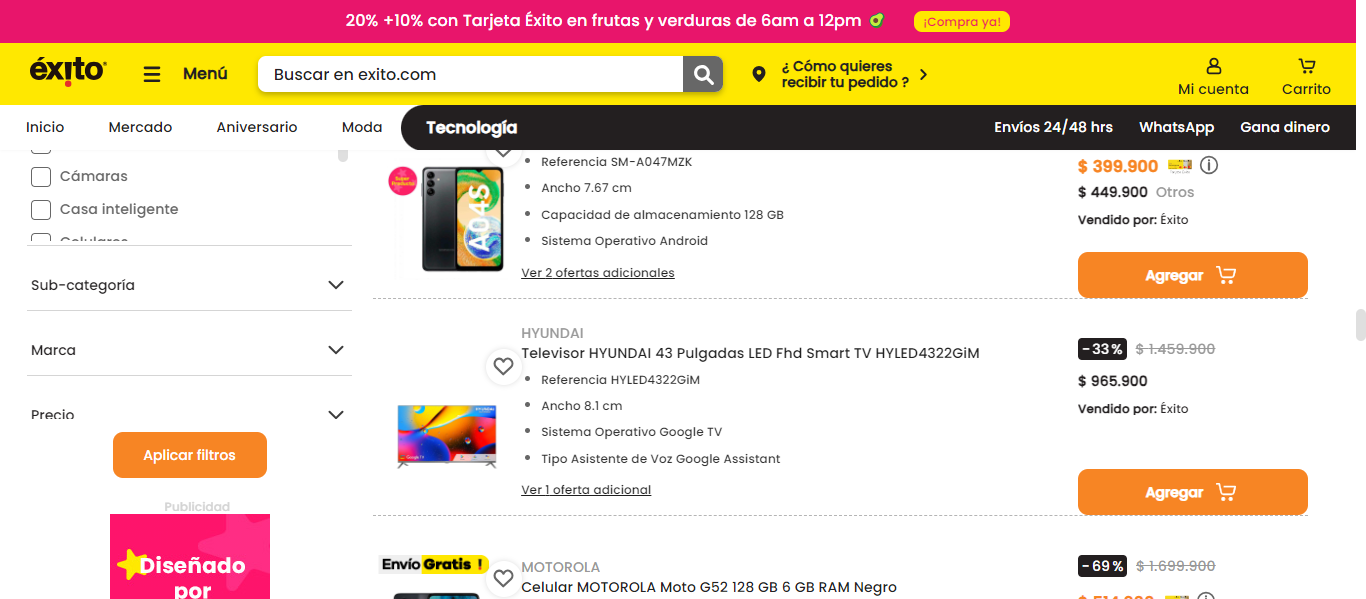 20% +10% con Tarjeta Éxito en frutas y verduras de 6am a 12pm ¡Compra ya!
éxito
Menú
Buscar en exito.com
¿ Cómo quieres
recibir tu pedido ?
Mi cuenta
Carrito
Inicio
Mercado
Aniversario
Moda
Tecnología
Envíos 24/48 hrs
WhatsApp
Gana dinero
Cámaras
Casa inteligente
Celulares
Sub-categoría
Marca
Precio
Aplicar filtros
Publicidad
Diseñado
por
Super
Producto
A04S
Referencia SM-A047MZK
Ancho 7.67 cm
Capacidad de almacenamiento 128 GB
Sistema Operativo Android
Ver 2 ofertas adicionales
$ 399.900
$ 449.900 Otros
Vendido por: Éxito
Agregar
HYUNDAI
Televisor HYUNDAI 43 Pulgadas LED Fhd Smart TV HYLED4322GiM
Referencia HYLED4322GiM
Ancho 8.1 cm
Sistema Operativo Google TV
Tipo Asistente de Voz Google Assistant
Ver 1 oferta adicional
-33% $ 1.459.900
$ 965.900
Vendido por: Éxito
Agregar
Envío Gratis !
MOTOROLA
Celular MOTOROLA Moto G52 128 GB 6 GB RAM Negro
-69% $ 1.699.900
$ 514.900